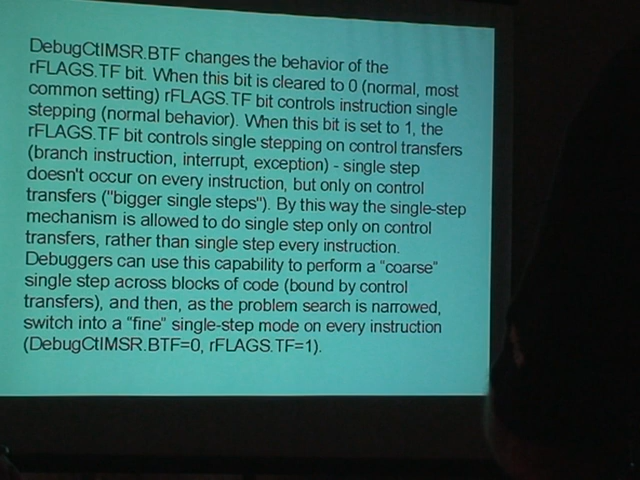 DebugCtlMSR.BTF changes the behavior of the
rFLAGS.TF bit. When this bit is cleared to 0 (normal, most
common setting) rFLAGS.TF bit controls instruction single
stepping (normal behavior). When this bit is set to 1, the
rFLAGS.TF bit controls single stepping on control transfers
(branch instruction, interrupt, exception) - single step
doesn't occur on every instruction, but only on control
transfers ("bigger single steps"). By this way the single-step
mechanism is allowed to do single step only on control
transfers, rather than single step every instruction.
Debuggers can use this capability to perform a "coarse"
single step across blocks of code (bound by control
transfers), and then, as the problem search is narrowed,
switch into a "fine" single-step mode on every instruction
(DebugCtlMSR.BTF=0, rFLAGS.TF=1).